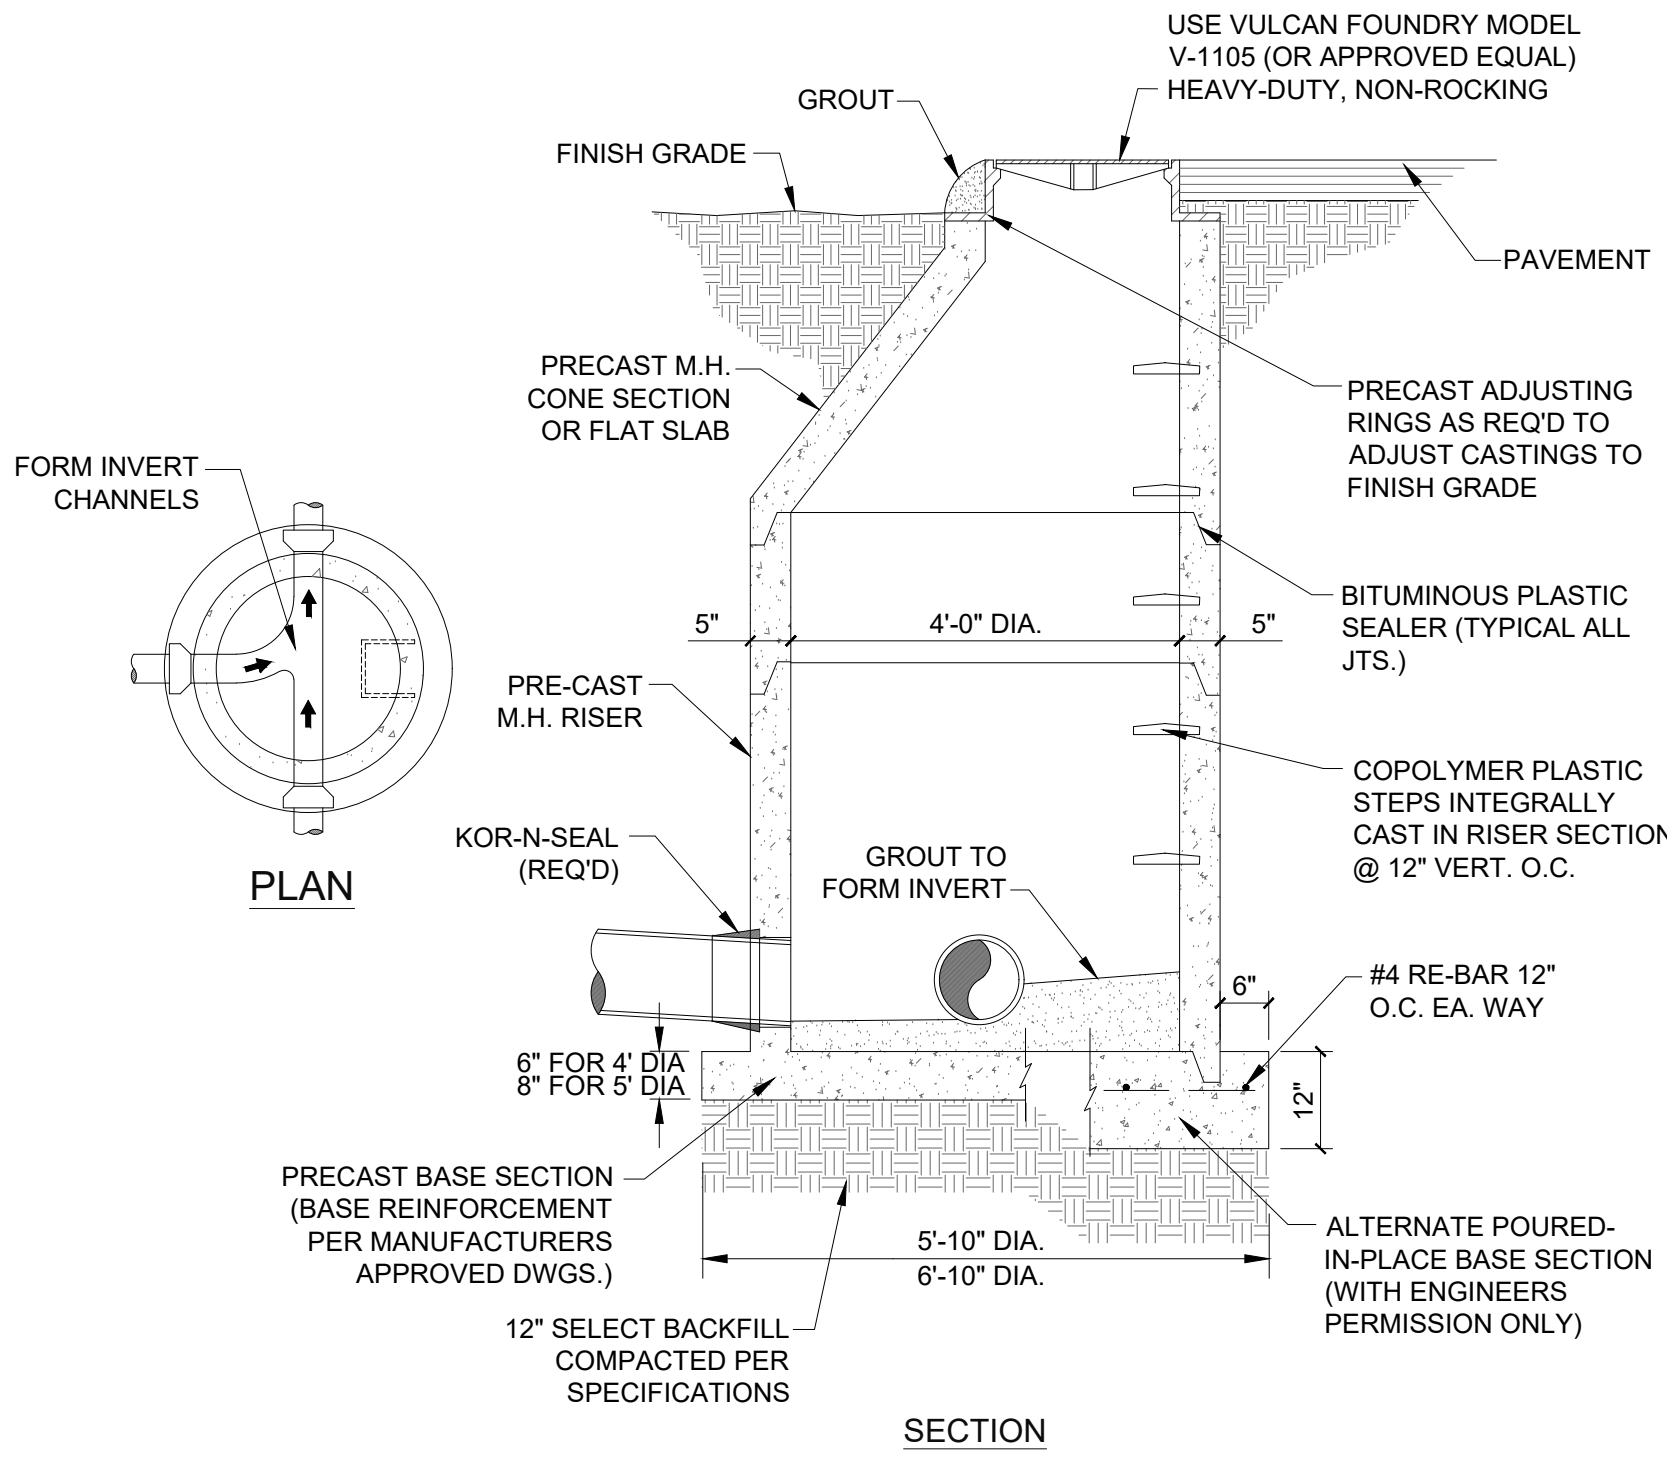 USE VULCAN FOUNDRY MODEL
V-1105 (OR APPROVED EQUAL)
HEAVY-DUTY, NON-ROCKING
GROUT
FINISH GRADE
PAVEMENT
PRECAST M.H.
CONE SECTION
OR FLAT SLAB
PRECAST ADJUSTING
RINGS AS REQ'D TO
ADJUST CASTINGS TO
FINISH GRADE
FORM INVERT
CHANNELS
BITUMINOUS PLASTIC
SEALER (TYPICAL ALL
JTS.)
5"
4'-0" DIA.
5"
PRE-CAST
M.H. RISER
COPOLYMER PLASTIC
STEPS INTEGRALLY
CAST IN RISER SECTION
@ 12" VERT. O.C.
KOR-N-SEAL
(REQ'D)
GROUT TO
FORM INVERT
PLAN
#4 RE-BAR 12"
O.C. EA. WAY
6"
6" FOR 4' DIA
8" FOR 5' DIA
12"
PRECAST BASE SECTION
(BASE REINFORCEMENT
PER MANUFACTURERS
APPROVED DWGS.)
5'-10" DIA.
6'-10" DIA.
ALTERNATE POURED-
IN-PLACE BASE SECTION
(WITH ENGINEERS
PERMISSION ONLY)
12" SELECT BACKFILL
COMPACTED PER
SPECIFICATIONS
SECTION